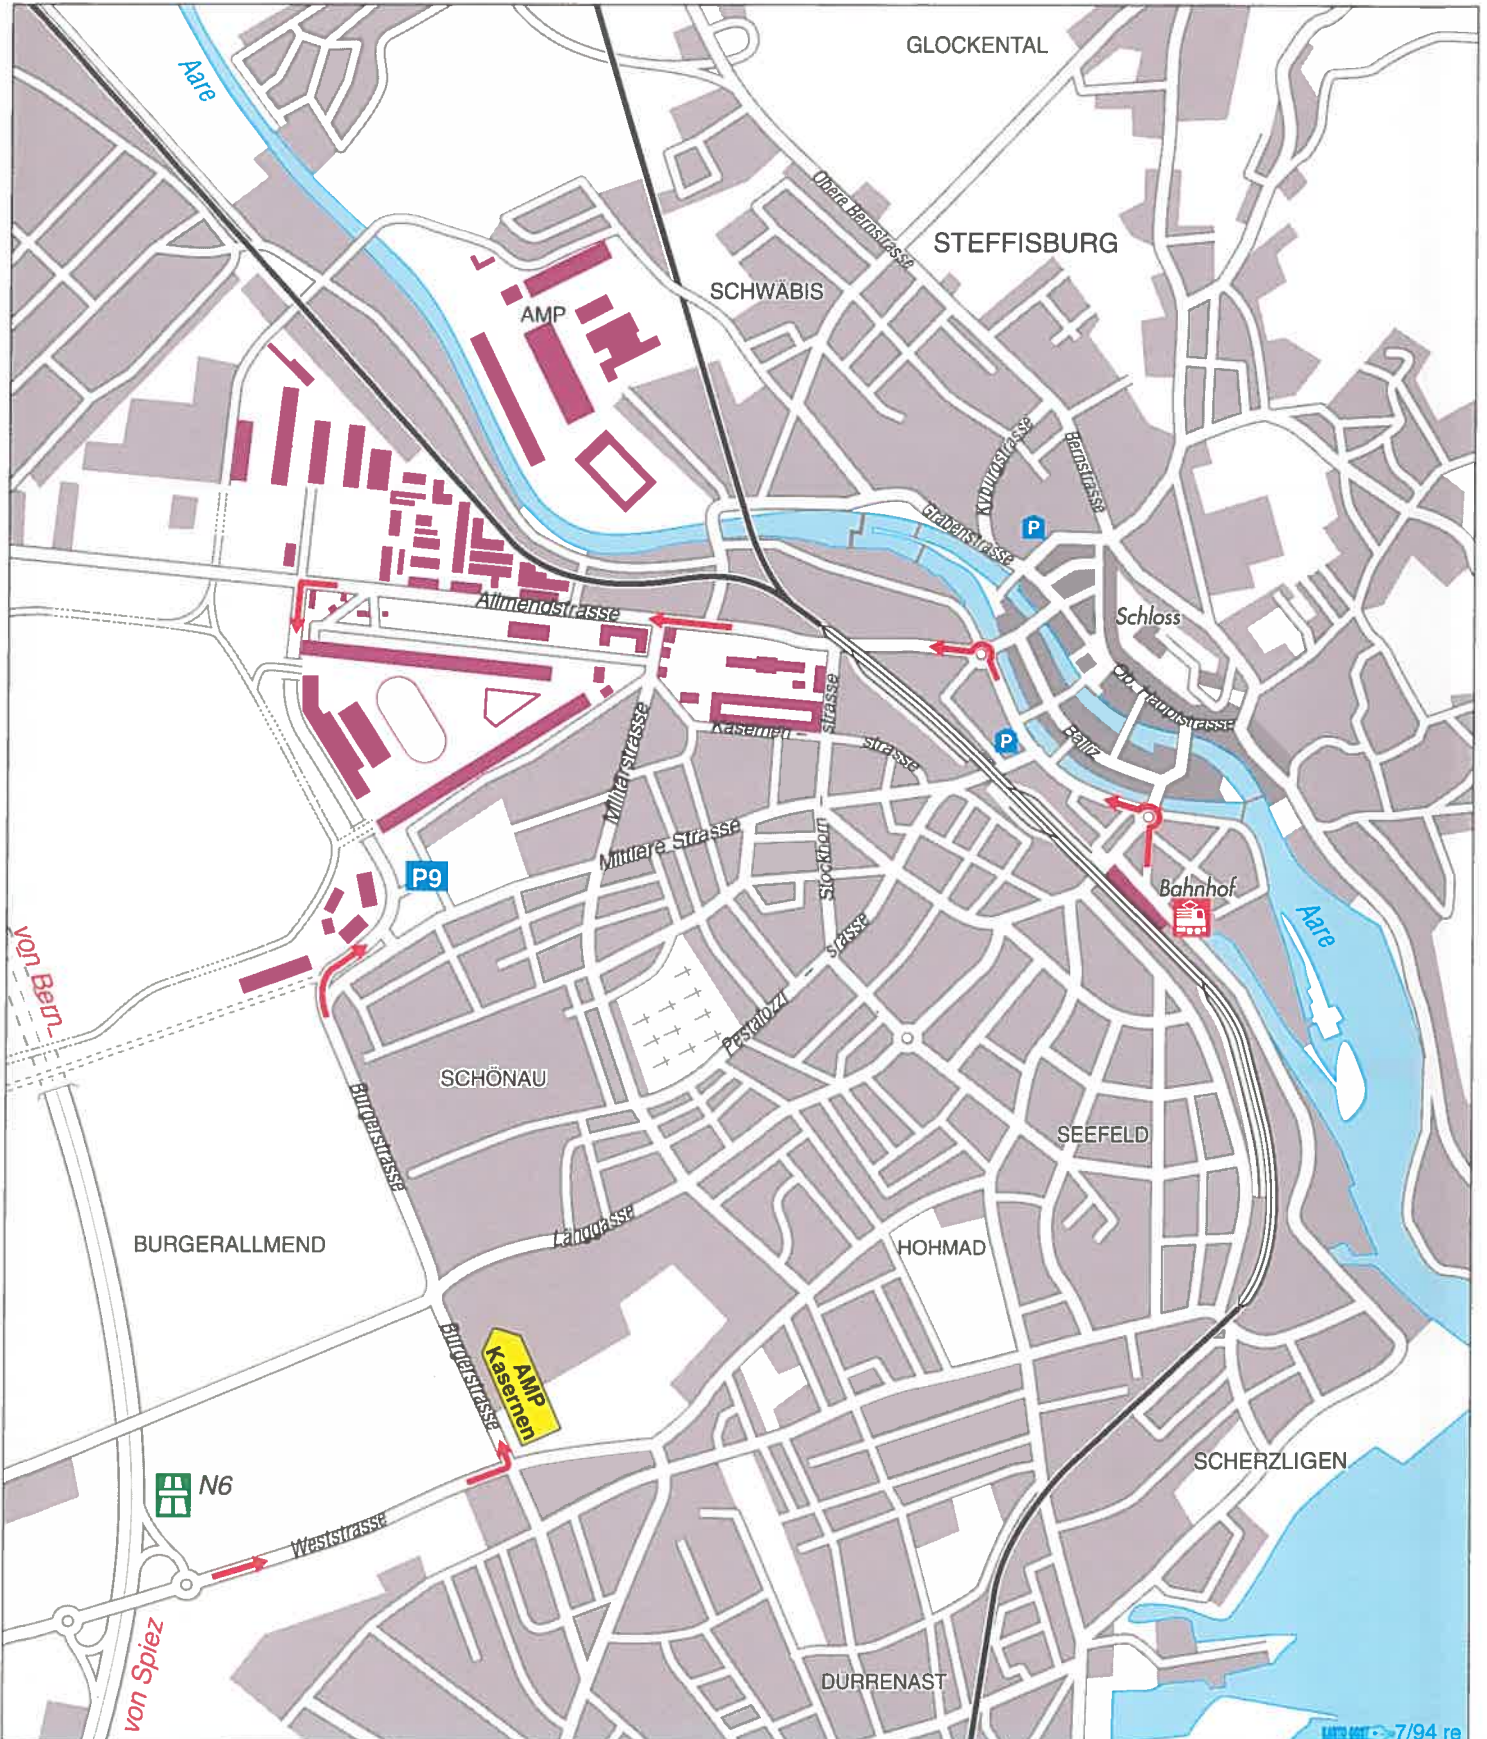 GLOCKENTAL
Aare
Obere Bernstrasse
STEFFISBURG
SCHWÄBIS
AMP
Kyburgstrasse
Bernstrasse
Grabenstrasse
P
Allmendstrasse
Schloss
Obere Hauptstrasse
Bälliz
P
Kasernen-
strasse
strasse
Militärstrasse
Mittlere Strasse
Stockhorn
P9
Bahnhof
Aare
von Bern
strasse
Pestalozzi
SCHÖNAU
Burgerstrasse
SEEFELD
Länggasse
BURGERALLMEND
HOHMAD
Burgerstrasse
AMP
Kasernen
SCHERZLIGEN
N6
Weststrasse
von Spiez
DÜRRENAST
7/94 re